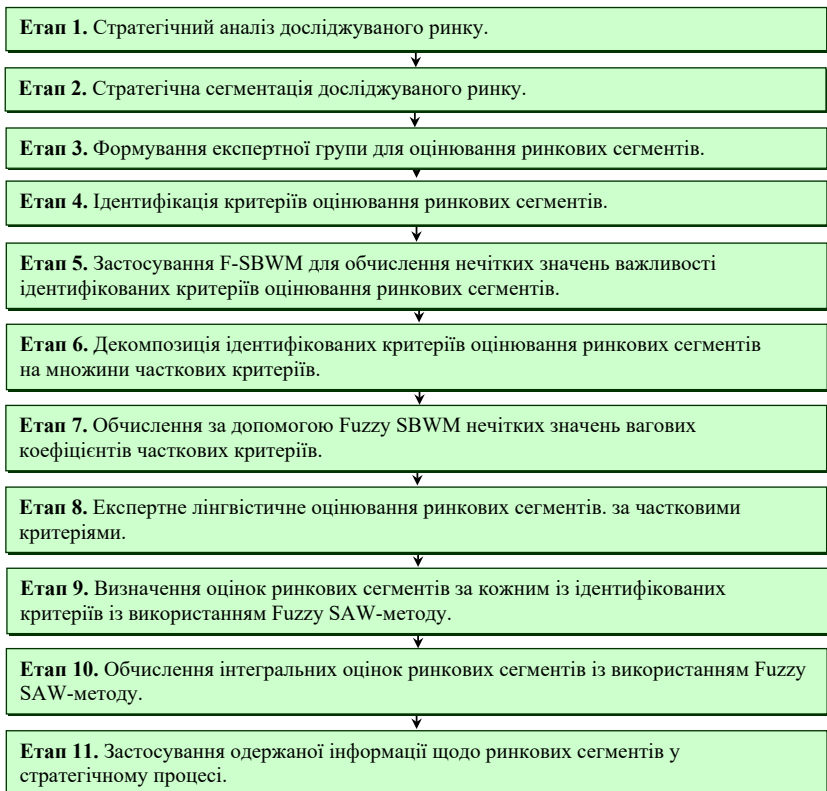 Етап 1. Стратегічний аналіз досліджуваного ринку.
Етап 2. Стратегічна сегментація досліджуваного ринку.
Етап 3. Формування експертної групи для оцінювання ринкових сегментів.
Етап 4. Ідентифікація критеріїв оцінювання ринкових сегментів.
Етап 5. Застосування F-SBWM для обчислення нечітких значень важливості
ідентифікованих критеріїв оцінювання ринкових сегментів.
Етап 6. Декомпозиція ідентифікованих критеріїв оцінювання ринкових сегментів
на множини часткових критеріїв.
Етап 7. Обчислення за допомогою Fuzzy SBWM нечітких значень вагових
коефіцієнтів часткових критеріїв.
Етап 8. Експертне лінгвістичне оцінювання ринкових сегментів. за частковими
критеріями.
Етап 9. Визначення оцінок ринкових сегментів за кожним із ідентифікованих
критеріїв із використанням Fuzzy SAW-методу.
Етап 10. Обчислення інтегральних оцінок ринкових сегментів із використанням Fuzzy
SAW-методу.
Етап 11. Застосування одержаної інформації щодо ринкових сегментів у
стратегічному процесі.